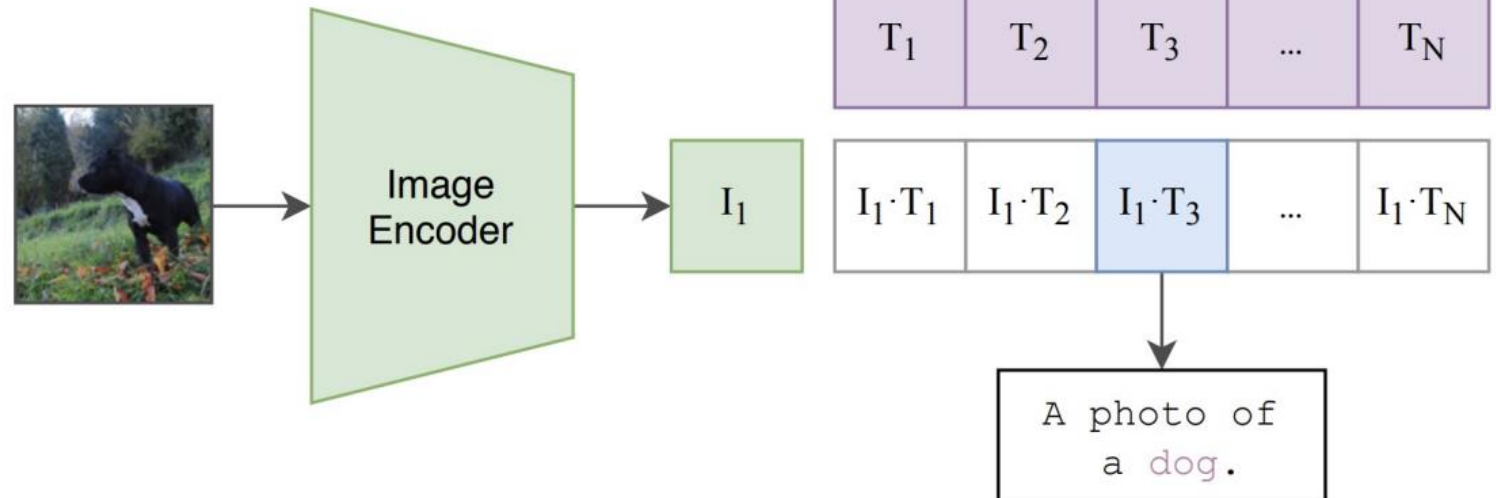 T1 T2 T3 ... TN
Image
Encoder
I1
I1·T1 I1·T2 I1·T3 ... I1·TN
A photo of
a dog.